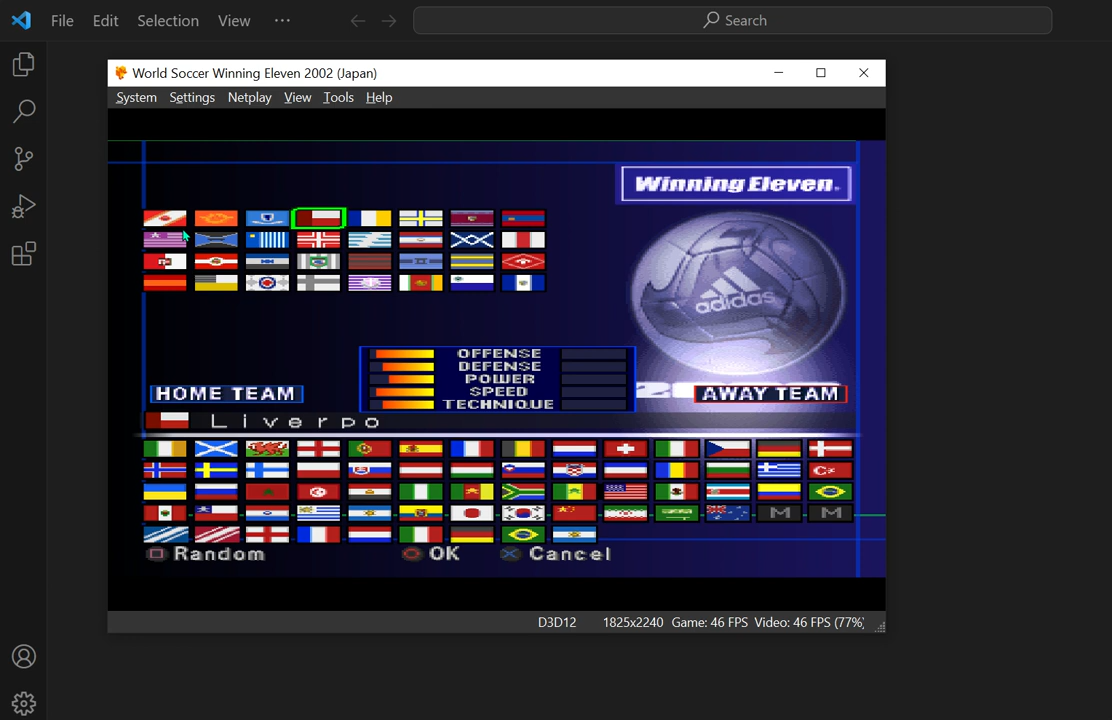 File Edit Selection View ··· Search
World Soccer Winning Eleven 2002 (Japan)
System Settings Netplay View Tools Help
Winning Eleven.
adidas
OFFENSE
DEFENSE
POWER
SPEED
TECHNIQUE
HOME TEAM
AWAY TEAM
Liverpo
M M
Random OK Cancel
D3D12 1825x2240 Game: 46 FPS Video: 46 FPS (77%)